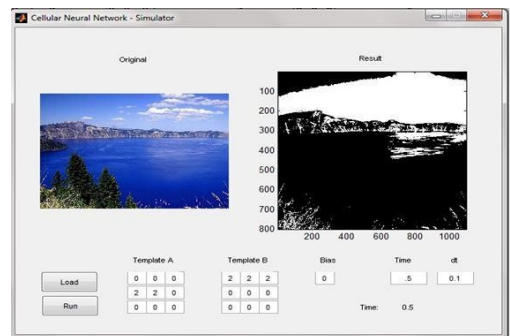 Cellular Neural Network - Simulator
Original
Result
100
200
300
400
500
600
700
800
200 400 600 800 1000
Template A
Template B
Bias
Time
dt
Load
Run
0 0 0
2 2 0
0 0 0
2 2 2
0 0 0
0 0 0
0
.5
0.1
Time: 0.5